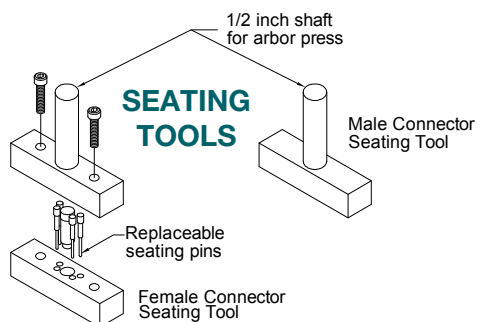 1/2 inch shaft
for arbor press
SEATING
TOOLS
Male Connector
Seating Tool
Replaceable
seating pins
Female Connector
Seating Tool